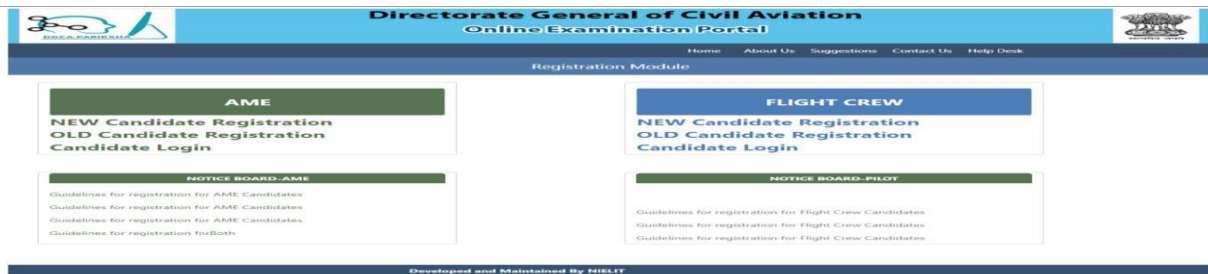 Directorate General of Civil Aviation
Online Examination Portal
DGCA PARIKSHA
सत्यमेव जयते
Home About Us Suggestions Contact Us Help Desk
Registration Module
AME
NEW Candidate Registration
OLD Candidate Registration
Candidate Login
FLIGHT CREW
NEW Candidate Registration
OLD Candidate Registration
Candidate Login
NOTICE BOARD-AME
Guidelines for registration for AME Candidates
Guidelines for registration for AME Candidates
Guidelines for registration for AME Candidates
Guidelines for registration forBoth
NOTICE BOARD-PILOT
Guidelines for registration for Flight Crew Candidates
Guidelines for registration for Flight Crew Candidates
Guidelines for registration for Flight Crew Candidates
Developed and Maintained By NIELIT